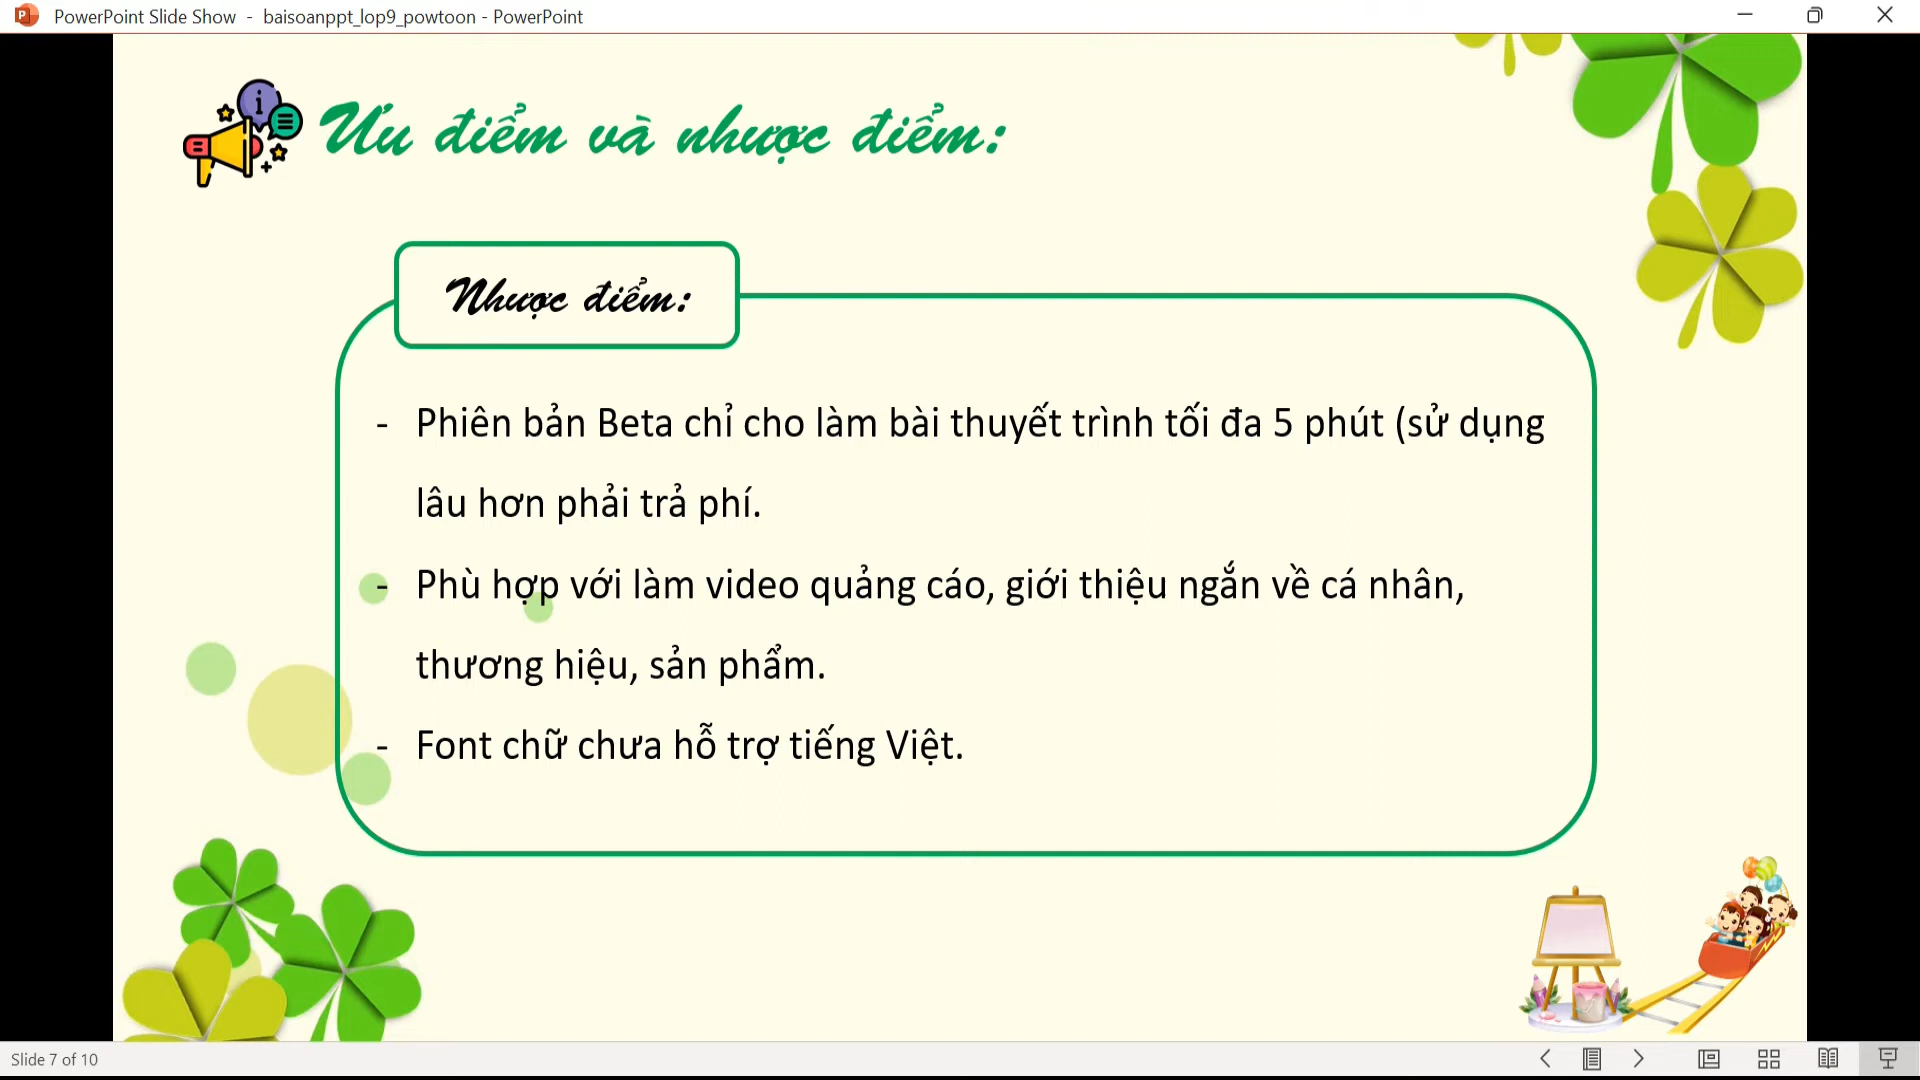 PowerPoint Slide Show - baisoanppt_lop9_powtoon - PowerPoint
Ưu điểm và nhược điểm:
Nhược điểm:
- Phiên bản Beta chỉ cho làm bài thuyết trình tối đa 5 phút (sử dụng
lâu hơn phải trả phí.
- Phù hợp với làm video quảng cáo, giới thiệu ngắn về cá nhân,
thương hiệu, sản phẩm.
- Font chữ chưa hỗ trợ tiếng Việt.
Slide 7 of 10